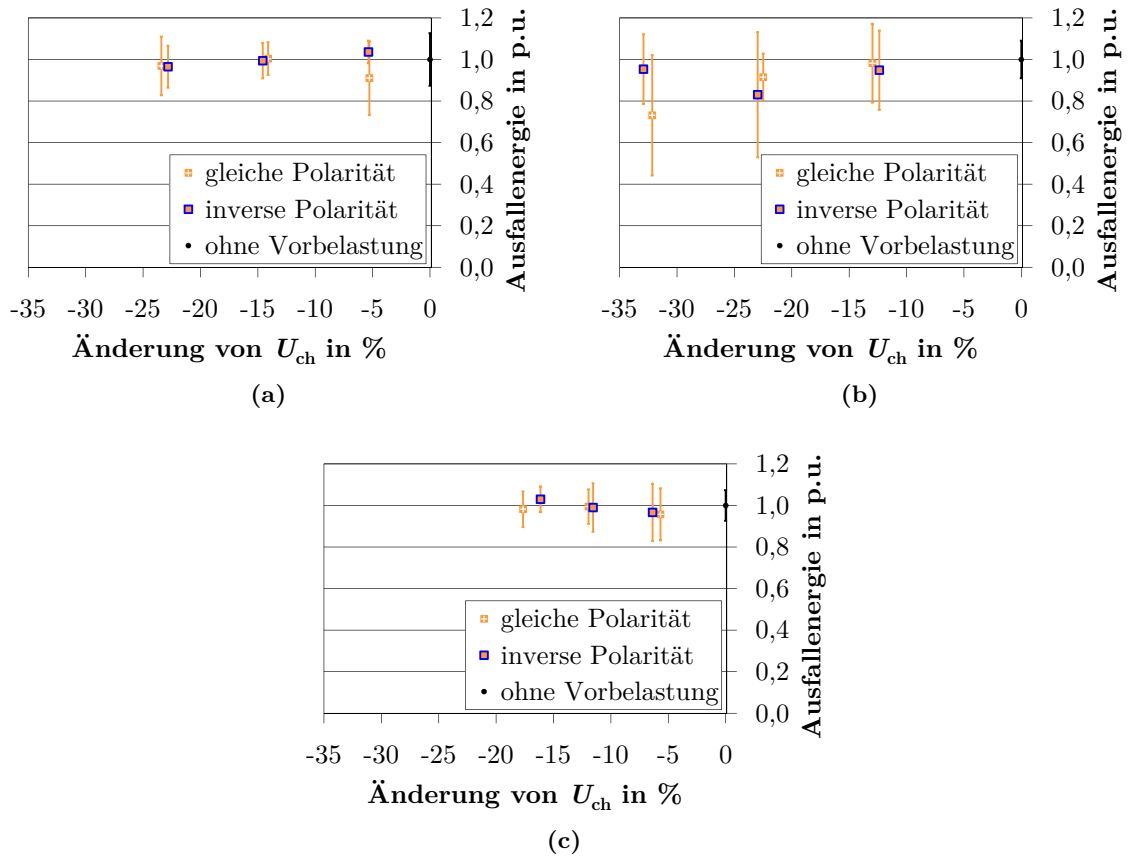 1,2
1,0
0,8
0,6
0,4
0,2
0,0
Ausfallenergie in p.u.
gleiche Polarität
inverse Polarität
ohne Vorbelastung
-35 -30 -25 -20 -15 -10 -5 0
Änderung von Uch in %
(a)
1,2
1,0
0,8
0,6
0,4
0,2
0,0
Ausfallenergie in p.u.
gleiche Polarität
inverse Polarität
ohne Vorbelastung
-35 -30 -25 -20 -15 -10 -5 0
Änderung von Uch in %
(b)
1,2
1,0
0,8
0,6
0,4
0,2
0,0
Ausfallenergie in p.u.
gleiche Polarität
inverse Polarität
ohne Vorbelastung
-35 -30 -25 -20 -15 -10 -5 0
Änderung von Uch in %
(c)